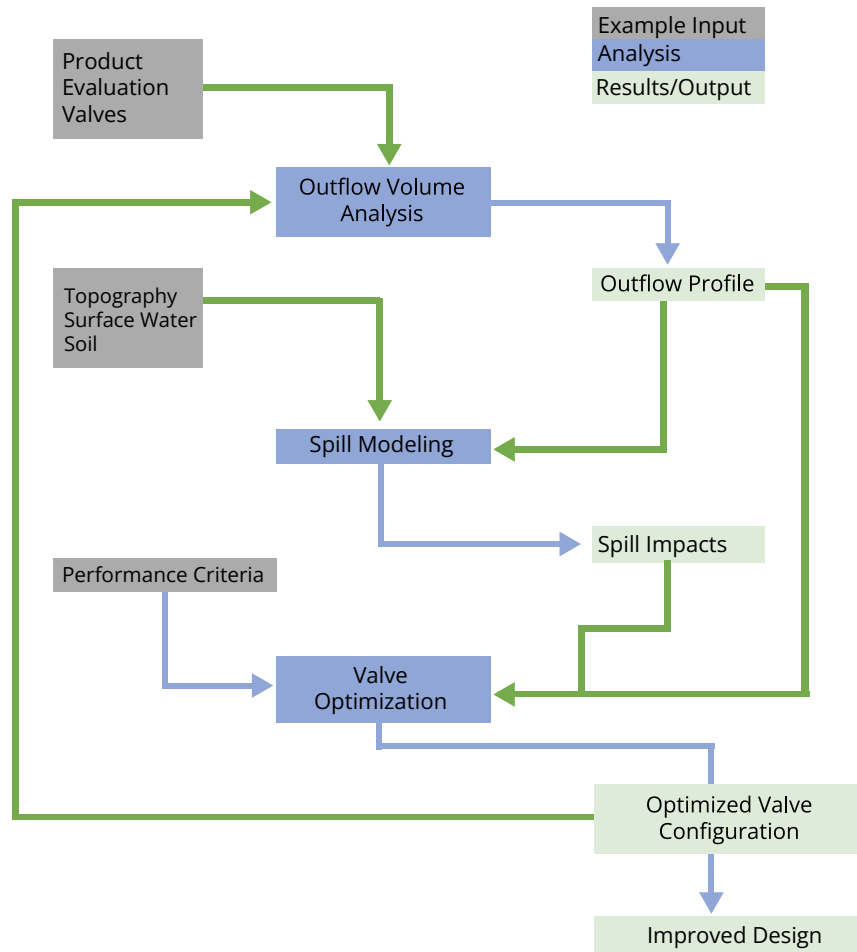 Example Input
Analysis
Results/Output
Product
Evaluation
Valves
Outflow Volume
Analysis
Topography
Surface Water
Soil
Outflow Profile
Spill Modeling
Spill Impacts
Performance Criteria
Valve
Optimization
Optimized Valve
Configuration
Improved Design